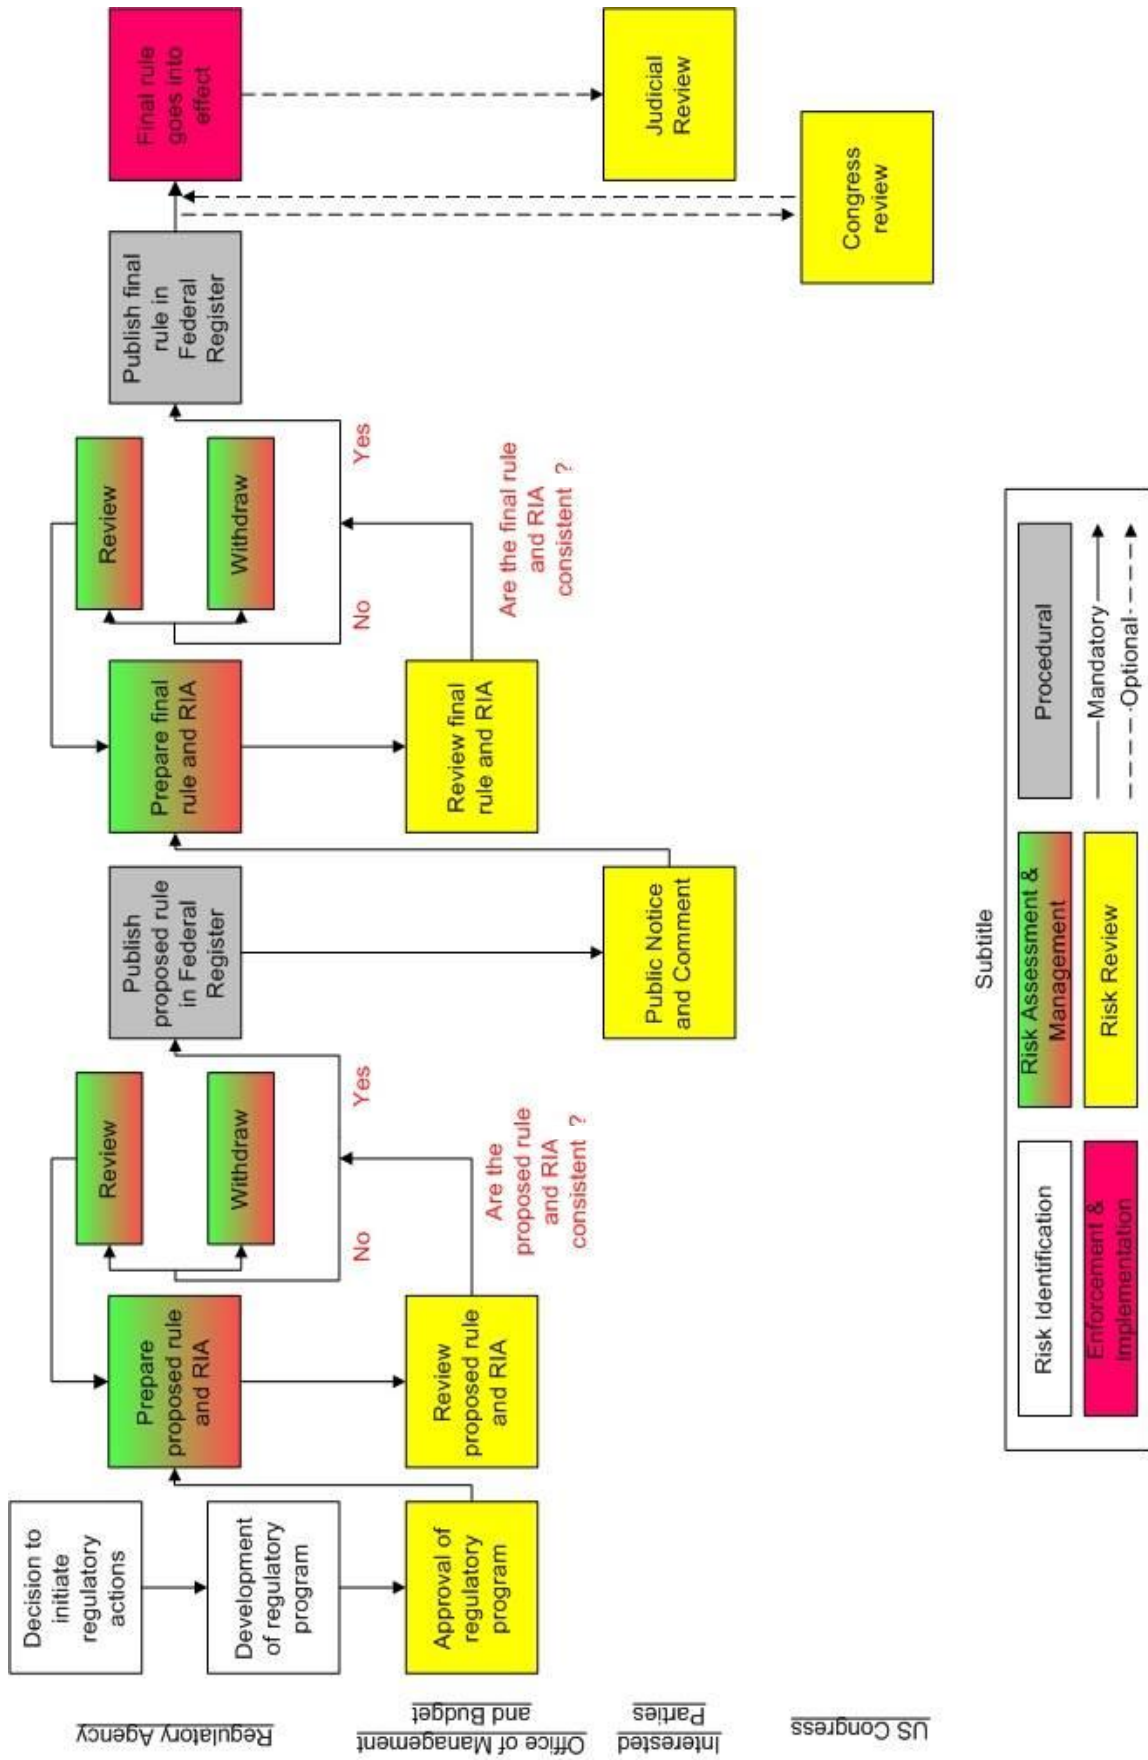 Regulatory Agency
Office of Management
and Budget
Interested
Parties
US Congress
Decision to
initiate
regulatory
actions
Development
of regulatory
program
Approval of
regulatory
program
Prepare
proposed rule
and RIA
Review
proposed rule
and RIA
Review
Withdraw
No
Yes
Are the
proposed rule
and RIA
consistent ?
Publish
proposed rule
in Federal
Register
Public Notice
and Comment
Prepare final
rule and RIA
Review final
rule and RIA
Review
Withdraw
No
Yes
Are the final rule
and RIA
consistent ?
Publish final
rule in
Federal
Register
Final rule
goes into
effect
Judicial
Review
Congress
review
Subtitle
Risk Identification
Risk Assessment &
Management
Procedural
Enforcement &
Implementation
Risk Review
Mandatory
Optional